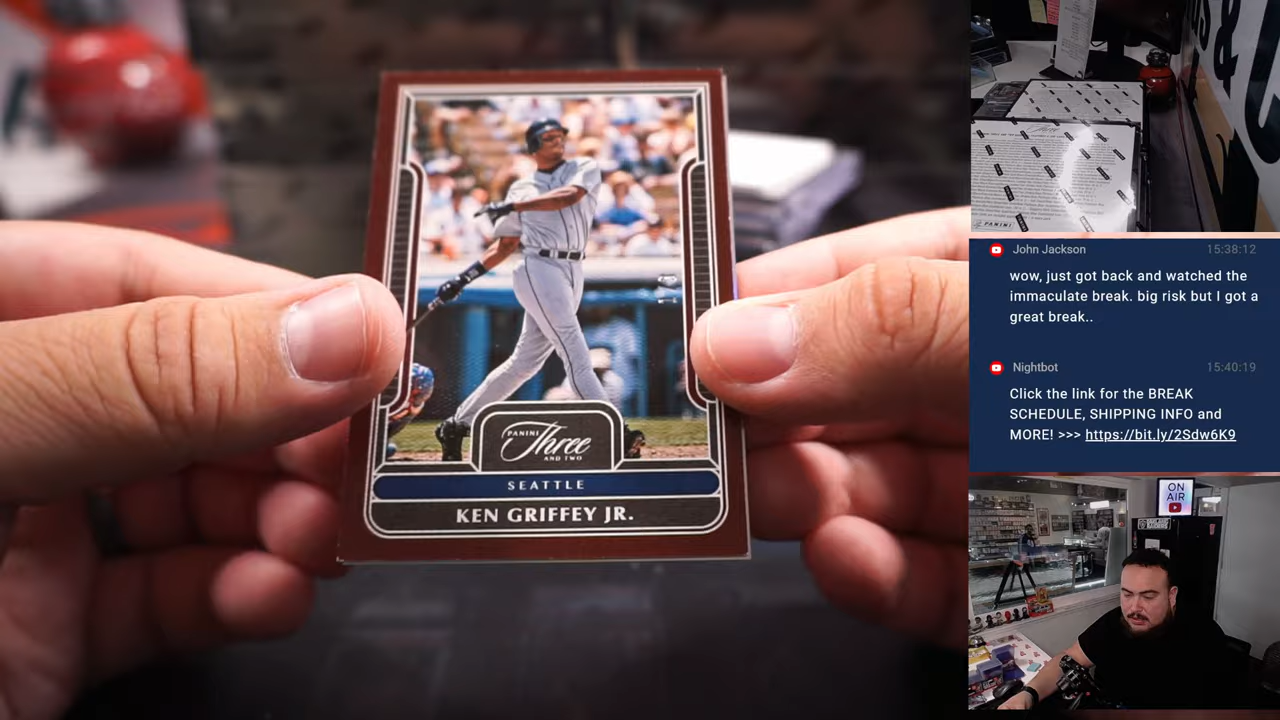 PANINI
Three
AND TWO
SEATTLE
KEN GRIFFEY JR.
PANINI
John Jackson
15:38:12
wow, just got back and watched the
immaculate break. big risk but I got a
great break..
Nightbot
15:40:19
Click the link for the BREAK
SCHEDULE, SHIPPING INFO and
MORE! >>> https://bit.ly/2Sdw6K9
ON
AIR